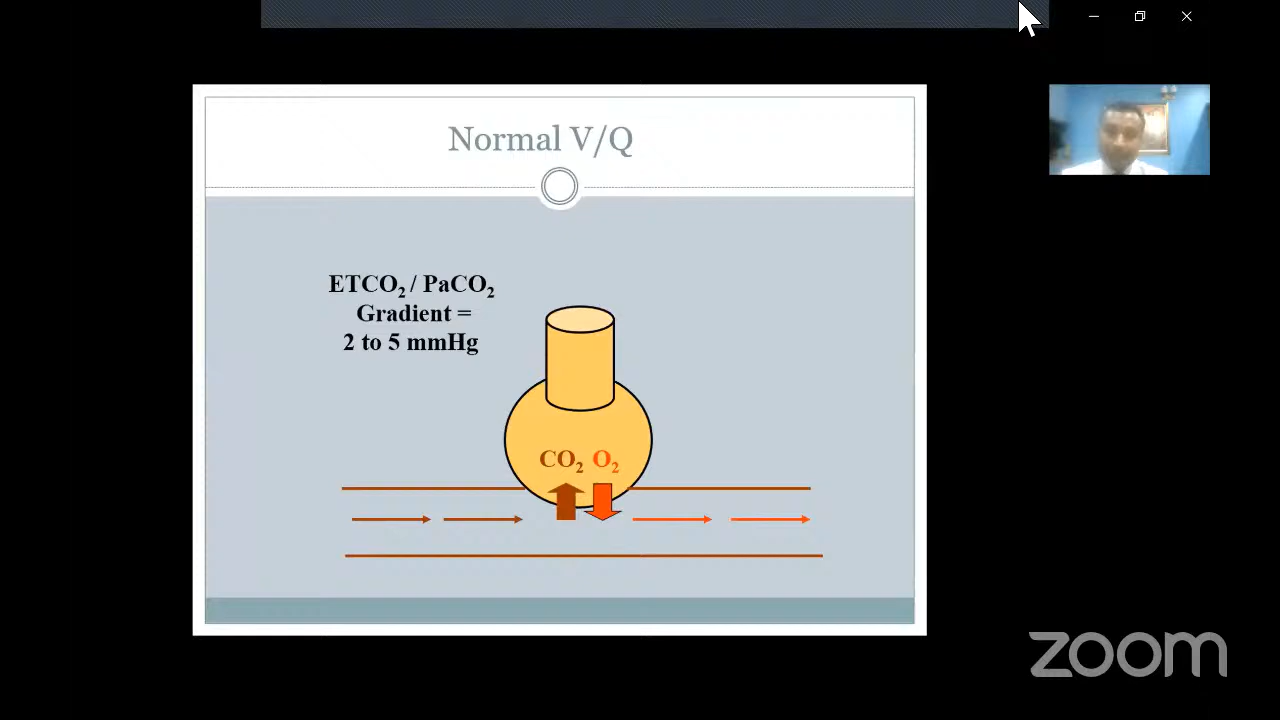 Normal V/Q
ETCO₂ / PaCO₂
Gradient =
2 to 5 mmHg
CO₂ O₂
zoom